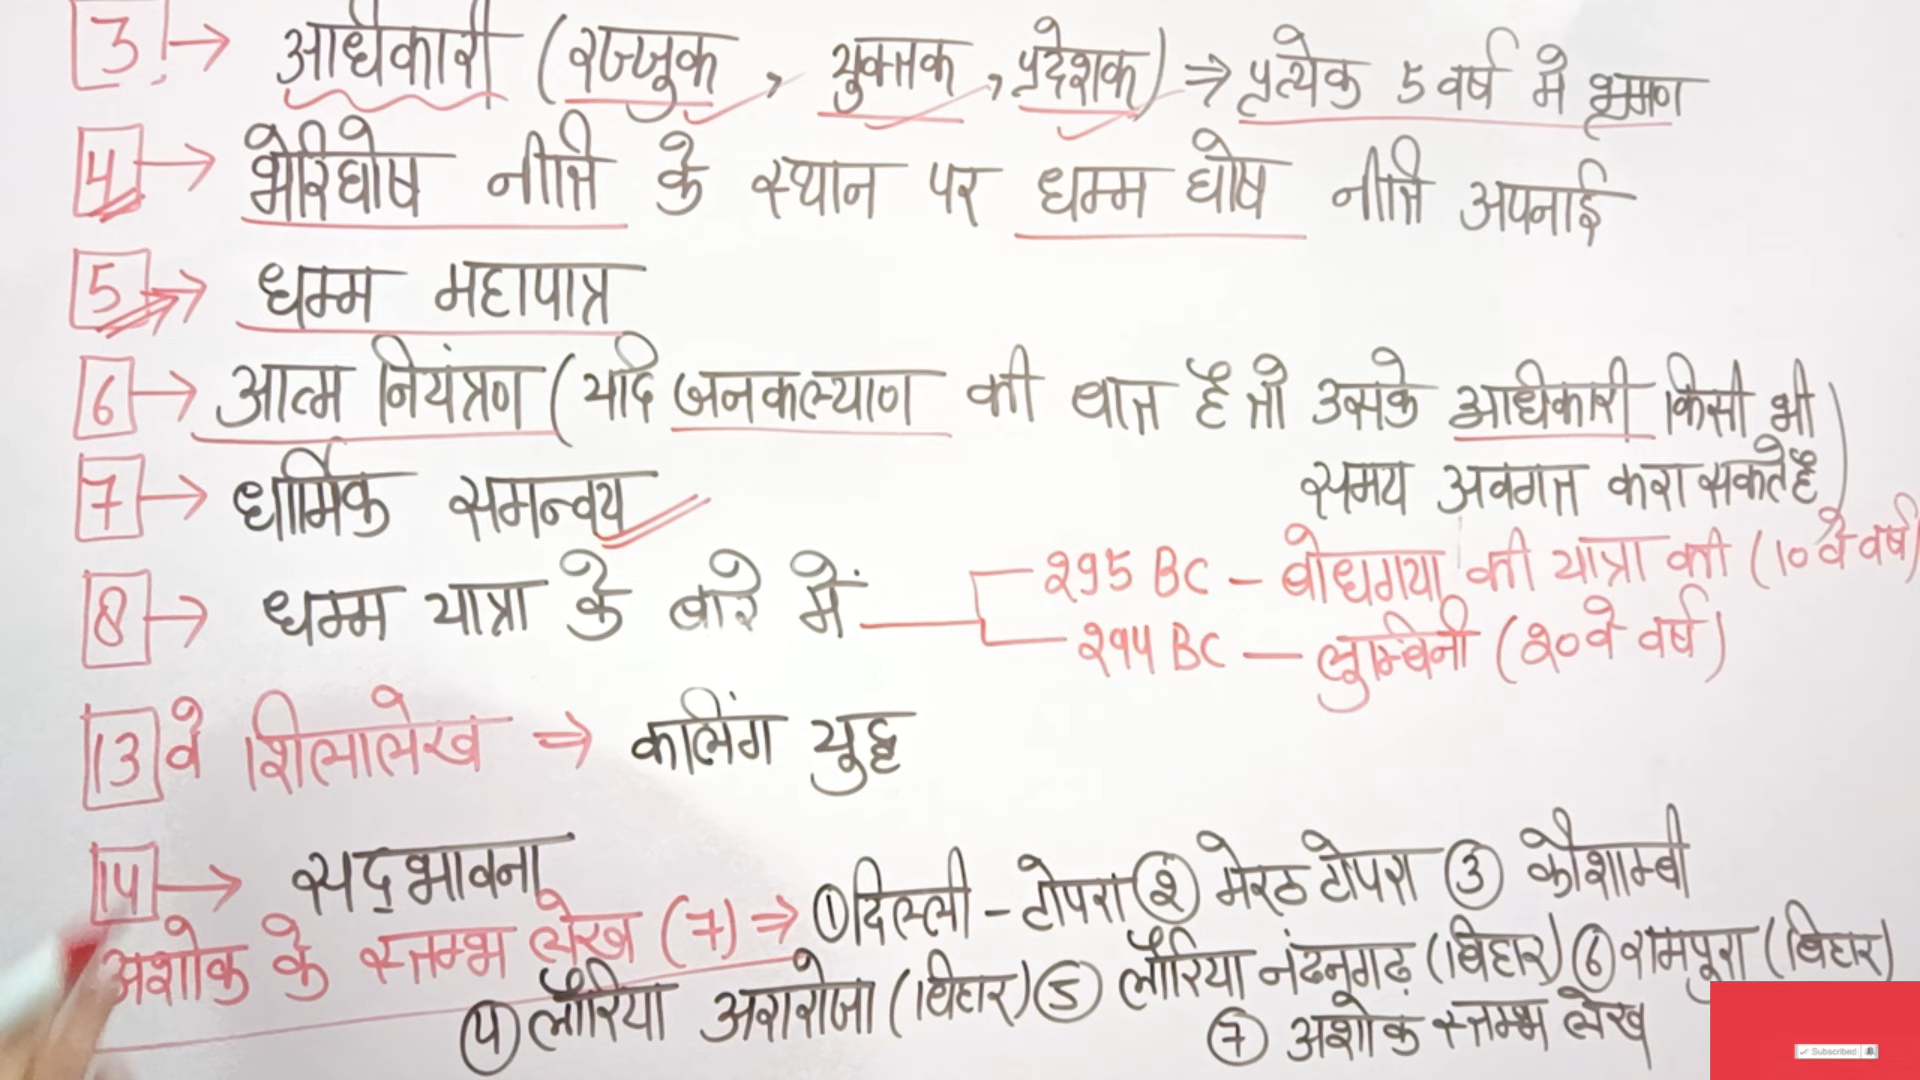 3 → अधिकारी (रज्जुक, युक्तक, प्रदेशक) ⇒ प्रत्येक 5 वर्ष मे भ्रमण
4 → भेरिघोष नीति के स्थान पर धम्म घोष नीति अपनाई
5 → धम्म महापात्र
6 → आत्म नियंत्रण (यदि जनकल्याण की बात है तो उसके अधिकारी किसी भी
समय अवगत करा सकते है)
7 → धार्मिक समन्वय
8 → धम्म यात्रा के बारे में
295 BC – बोधगया की यात्रा की (10 वे वर्ष)
294 BC – लुम्बिनी (20वे वर्ष)
13 वे शिलालेख ⇒ कलिंग युद्ध
14 → सद्भावना
अशोक के स्तम्भ लेख (7) ⇒ ① दिल्ली – टोपरा ② मेरठ टोपरा ③ कौशाम्बी
④ लौरिया अराराजा (बिहार) ⑤ लौरिया नंदनगढ़ (बिहार) ⑥ रामपुरा (बिहार)
⑦ अशोक स्तम्भ लेख
Subscribed